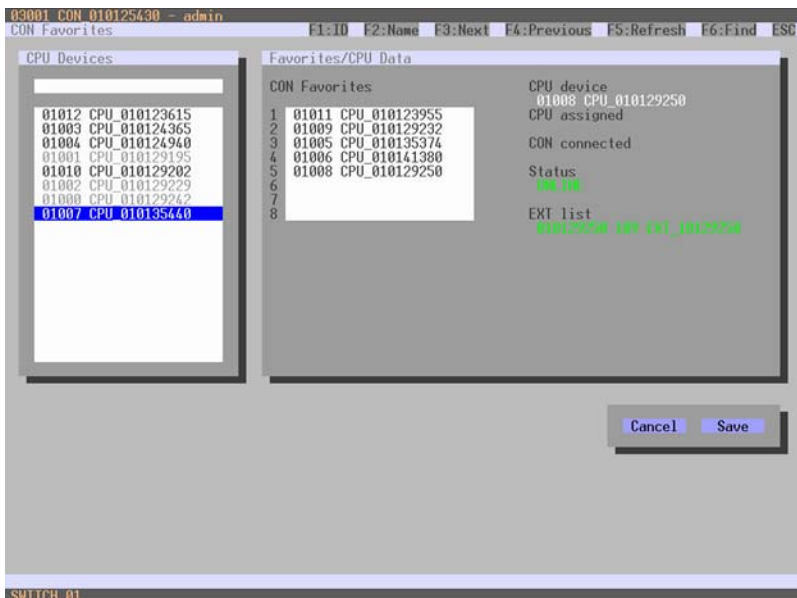 03001 CON_010125430 - admin
CON Favorites F1:ID F2:Name F3:Next F4:Previous F5:Refresh F6:Find ESC
CPU Devices
01012 CPU_010123615
01003 CPU_010124365
01004 CPU_010124940
01001 CPU_010129195
01010 CPU_010129202
01002 CPU_010129229
01000 CPU_010129242
01007 CPU_010135440
Favorites/CPU Data
CON Favorites
1 01011 CPU_010123955
2 01009 CPU_010129232
3 01005 CPU_010135374
4 01006 CPU_010141380
5 01008 CPU_010129250
6
7
8
CPU device
01008 CPU_010129250
CPU assigned
CON connected
Status
ONLINE
EXT list
Cancel Save
SWITCH_01